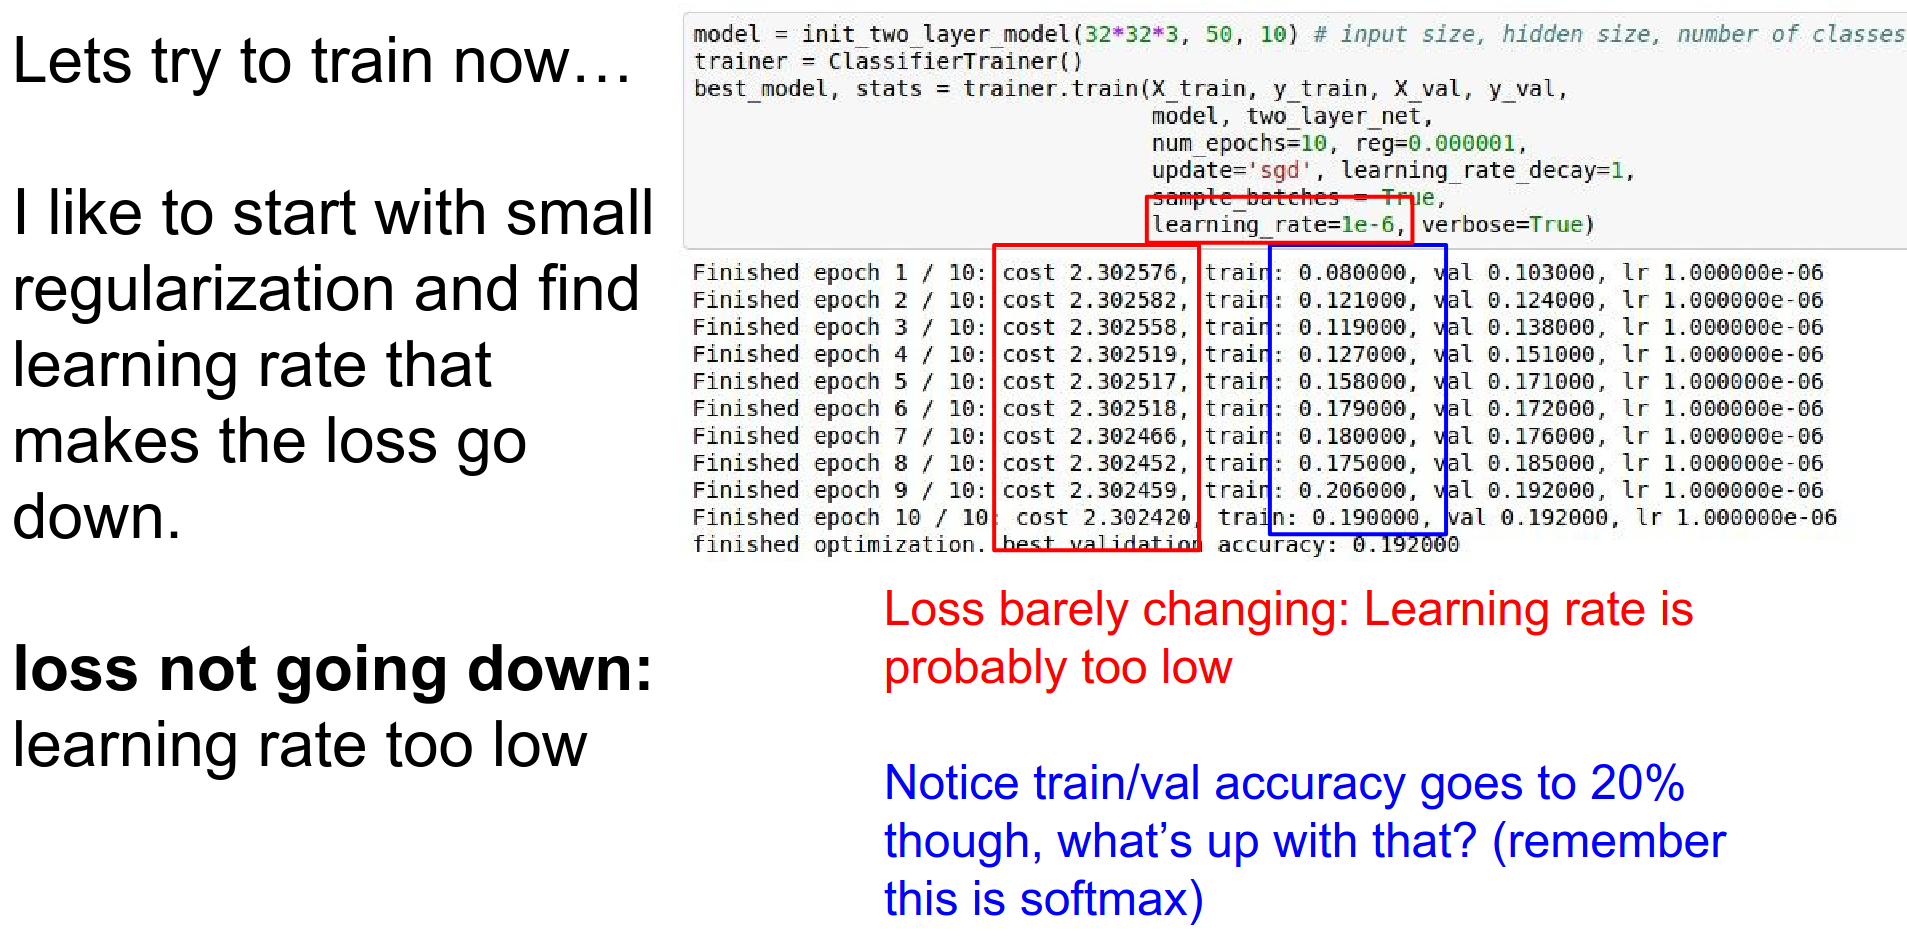 Lets try to train now…
I like to start with small
regularization and find
learning rate that
makes the loss go
down.
loss not going down:
learning rate too low
model = init_two_layer_model(32*32*3, 50, 10) # input size, hidden size, number of classes
trainer = ClassifierTrainer()
best_model, stats = trainer.train(X_train, y_train, X_val, y_val,
model, two_layer_net,
num_epochs=10, reg=0.000001,
update='sgd', learning_rate_decay=1,
sample_batches = True,
learning_rate=1e-6, verbose=True)
Finished epoch 1 / 10: cost 2.302576, train: 0.080000, val 0.103000, lr 1.000000e-06
Finished epoch 2 / 10: cost 2.302582, train: 0.121000, val 0.124000, lr 1.000000e-06
Finished epoch 3 / 10: cost 2.302558, train: 0.119000, val 0.138000, lr 1.000000e-06
Finished epoch 4 / 10: cost 2.302519, train: 0.127000, val 0.151000, lr 1.000000e-06
Finished epoch 5 / 10: cost 2.302517, train: 0.158000, val 0.171000, lr 1.000000e-06
Finished epoch 6 / 10: cost 2.302518, train: 0.179000, val 0.172000, lr 1.000000e-06
Finished epoch 7 / 10: cost 2.302466, train: 0.180000, val 0.176000, lr 1.000000e-06
Finished epoch 8 / 10: cost 2.302452, train: 0.175000, val 0.185000, lr 1.000000e-06
Finished epoch 9 / 10: cost 2.302459, train: 0.206000, val 0.192000, lr 1.000000e-06
Finished epoch 10 / 10: cost 2.302420, train: 0.190000, val 0.192000, lr 1.000000e-06
finished optimization. best validation accuracy: 0.192000
Loss barely changing: Learning rate is
probably too low
Notice train/val accuracy goes to 20%
though, what's up with that? (remember
this is softmax)